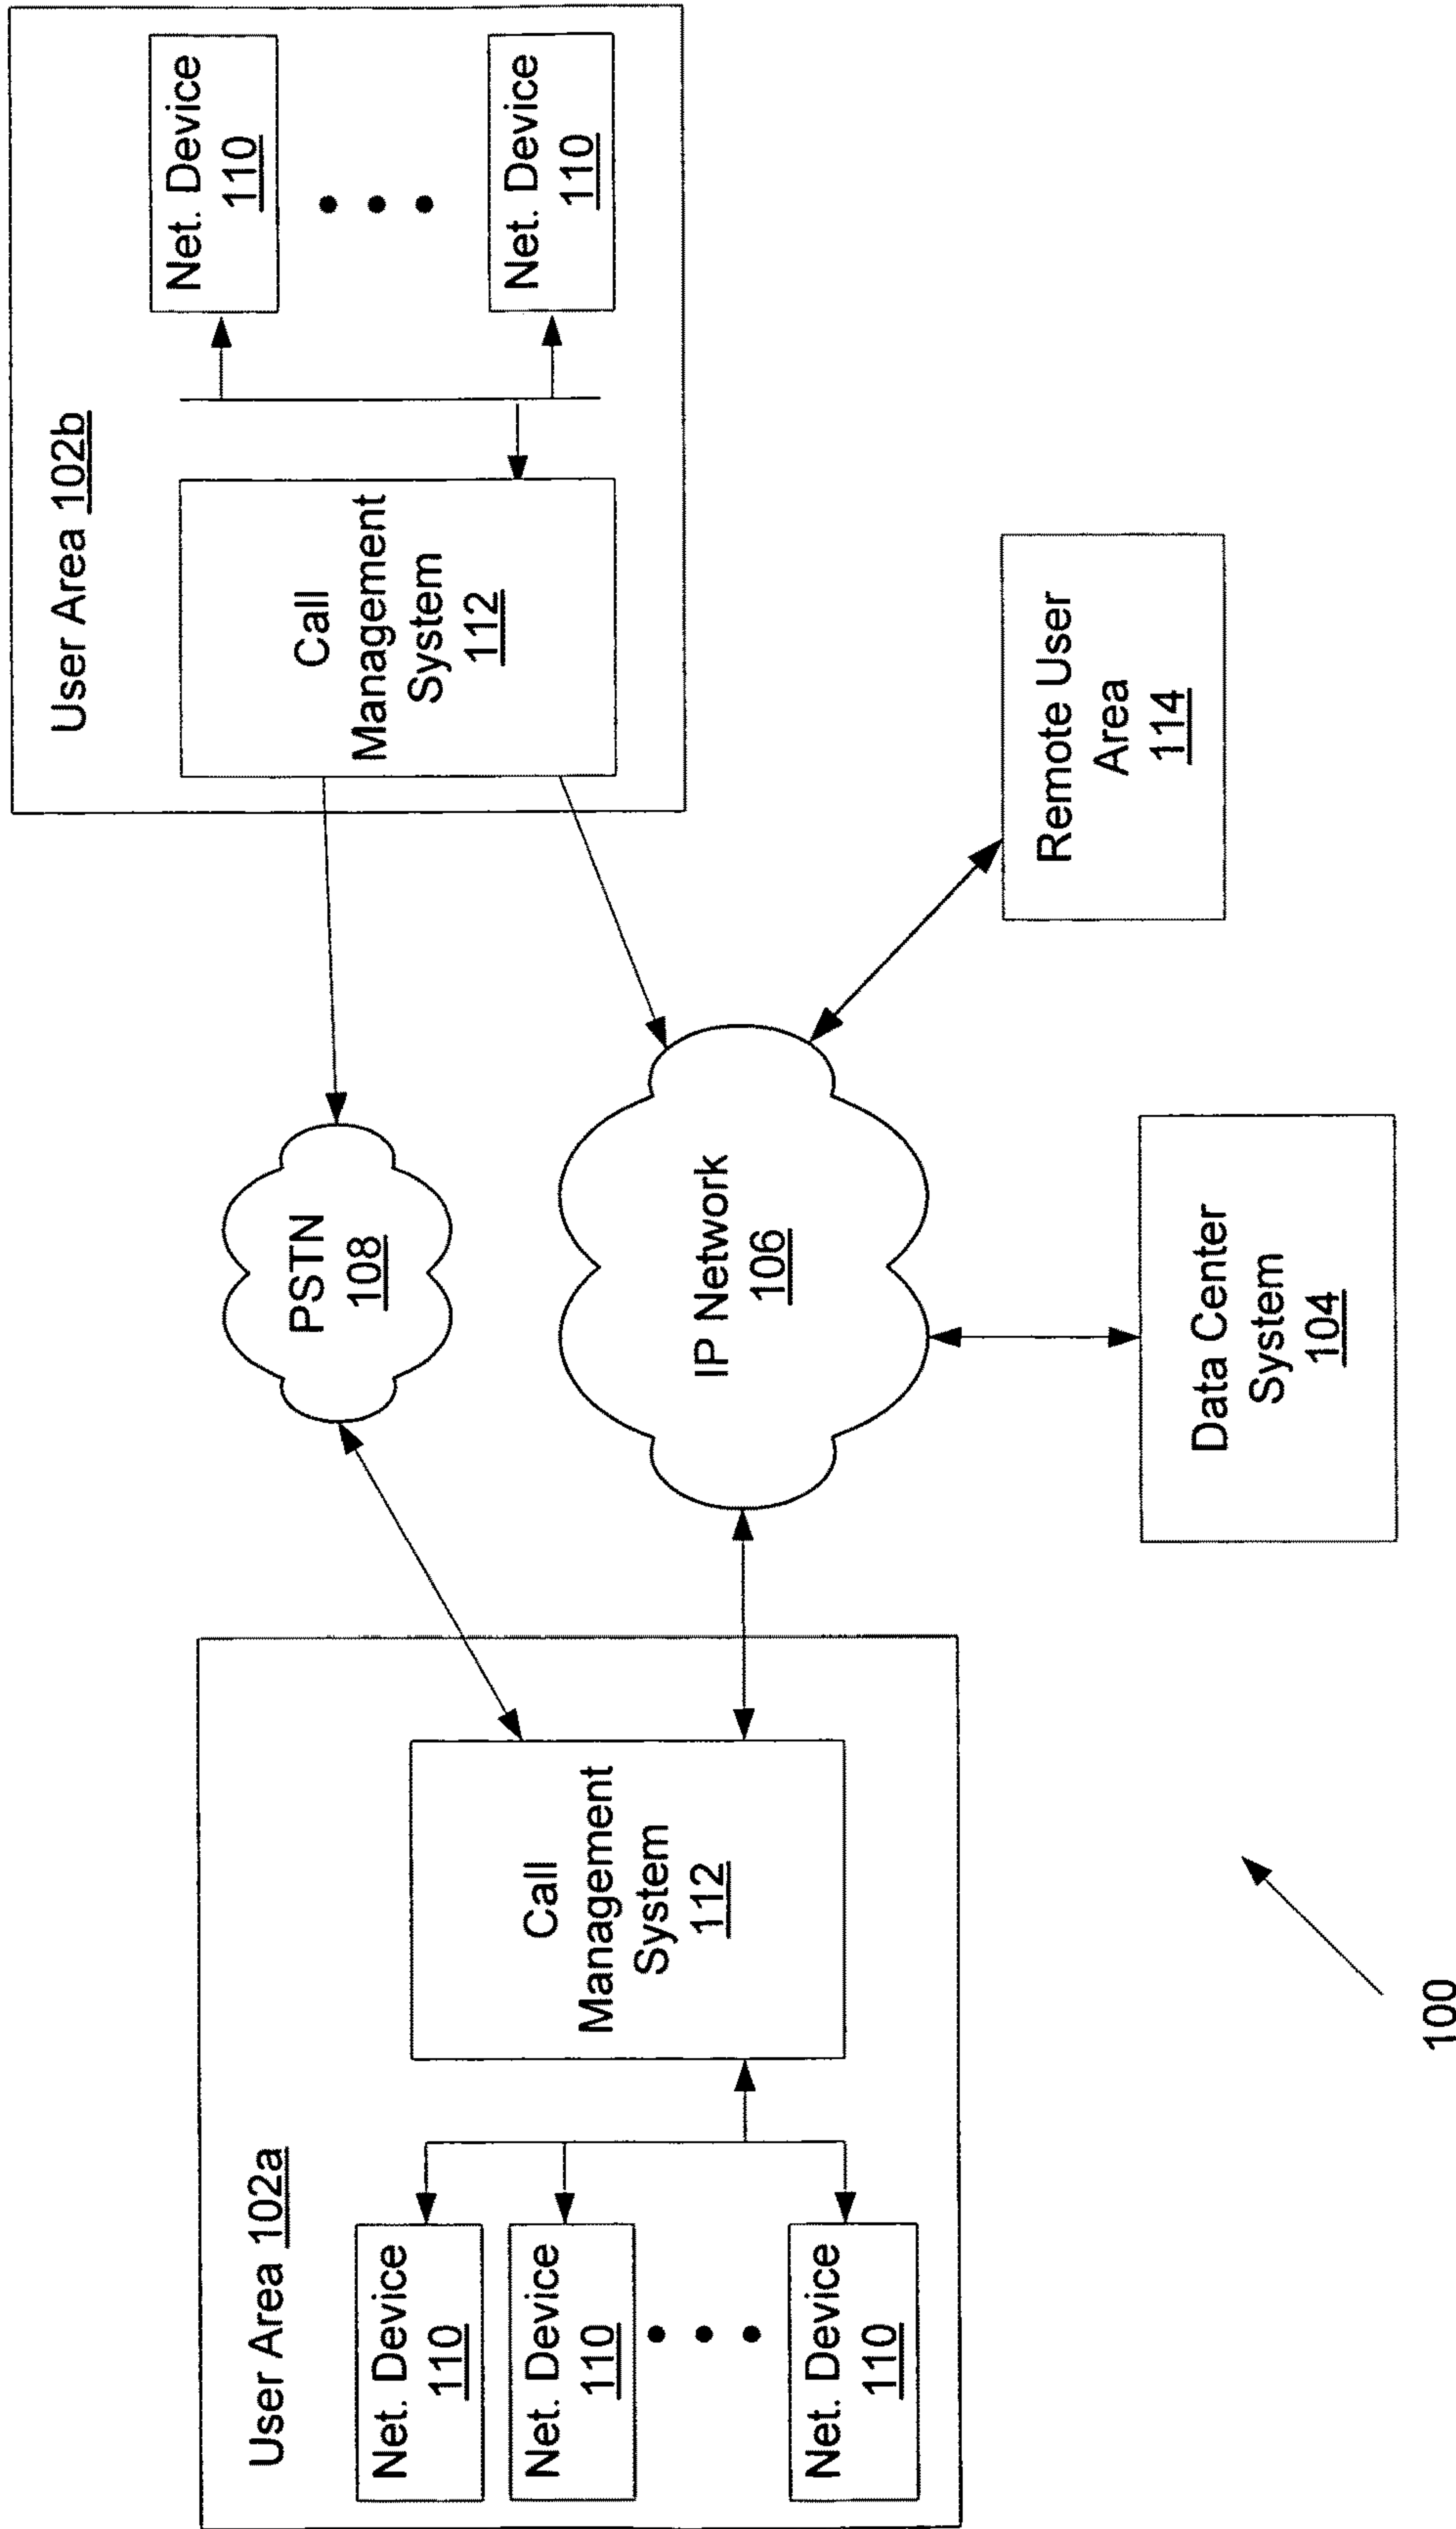 User Area 102a
Net. Device
110
Net. Device
110
Net. Device
110
Call
Management
System
112
PSTN
108
IP Network
106
Data Center
System
104
User Area 102b
Call
Management
System
112
Net. Device
110
Net. Device
110
Remote User
Area
114
100